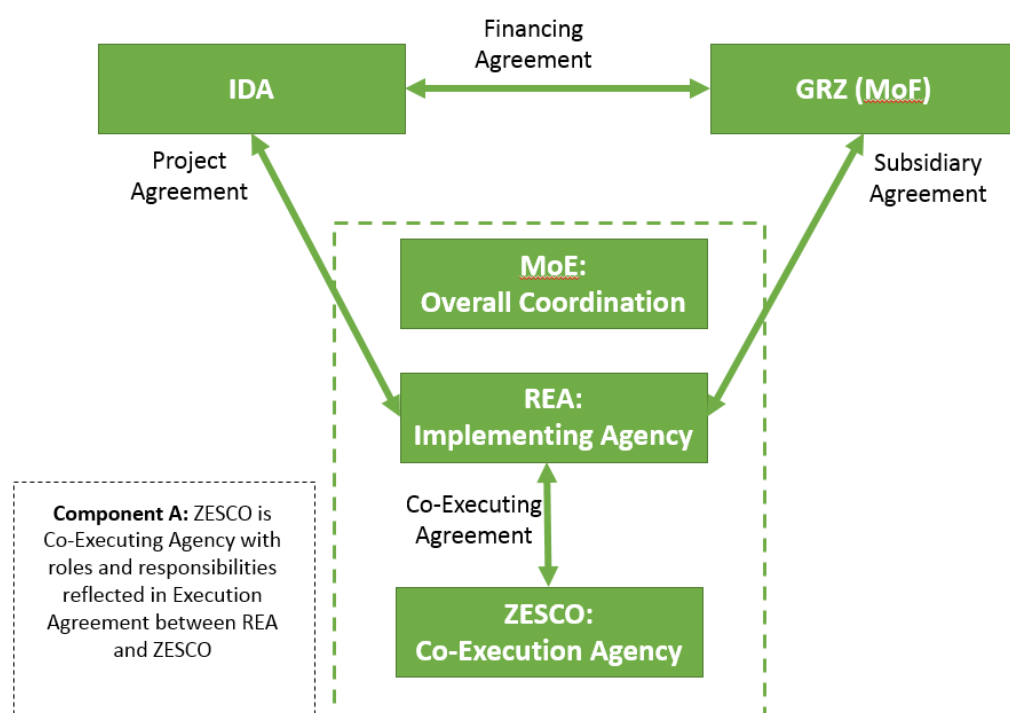 Financing
Agreement
IDA
GRZ (MoF)
Project
Agreement
Subsidiary
Agreement
MoE:
Overall Coordination
REA:
Implementing Agency
Co-Executing
Agreement
Component A: ZESCO is
Co-Executing Agency with
roles and responsibilities
reflected in Execution
Agreement between REA
and ZESCO
ZESCO:
Co-Execution Agency